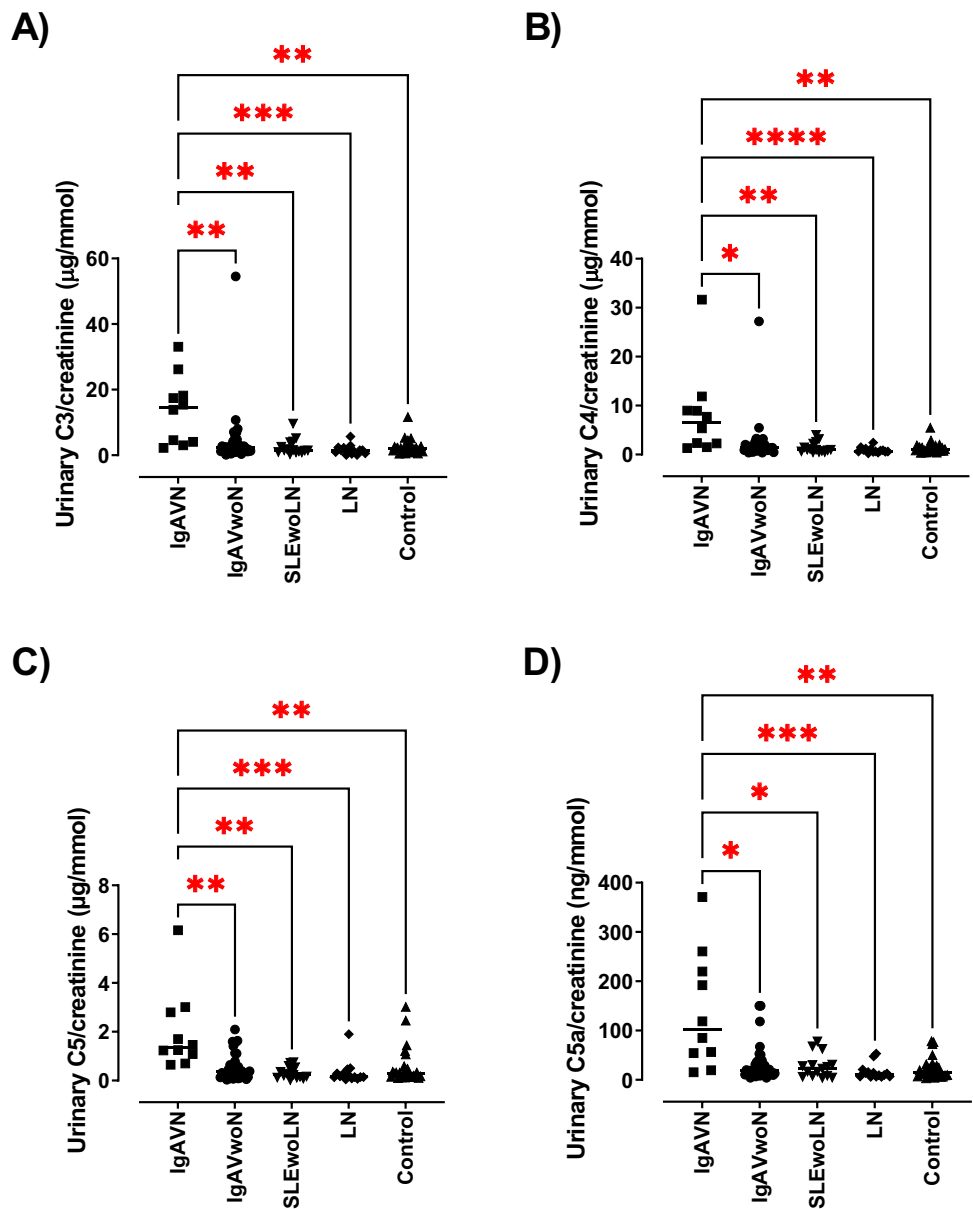 A)
**
***
**
**
Urinary C3/creatinine (µg/mmol)
60
40
20
0
IgAVN
IgAVwoN
SLEwoLN
LN
Control
B)
**
****
**
*
Urinary C4/creatinine (µg/mmol)
40
30
20
10
0
IgAVN
IgAVwoN
SLEwoLN
LN
Control
C)
**
***
**
**
Urinary C5/creatinine (µg/mmol)
8
6
4
2
0
IgAVN
IgAVwoN
SLEwoLN
LN
Control
D)
**
***
*
*
Urinary C5a/creatinine (ng/mmol)
400
300
200
100
0
IgAVN
IgAVwoN
SLEwoLN
LN
Control